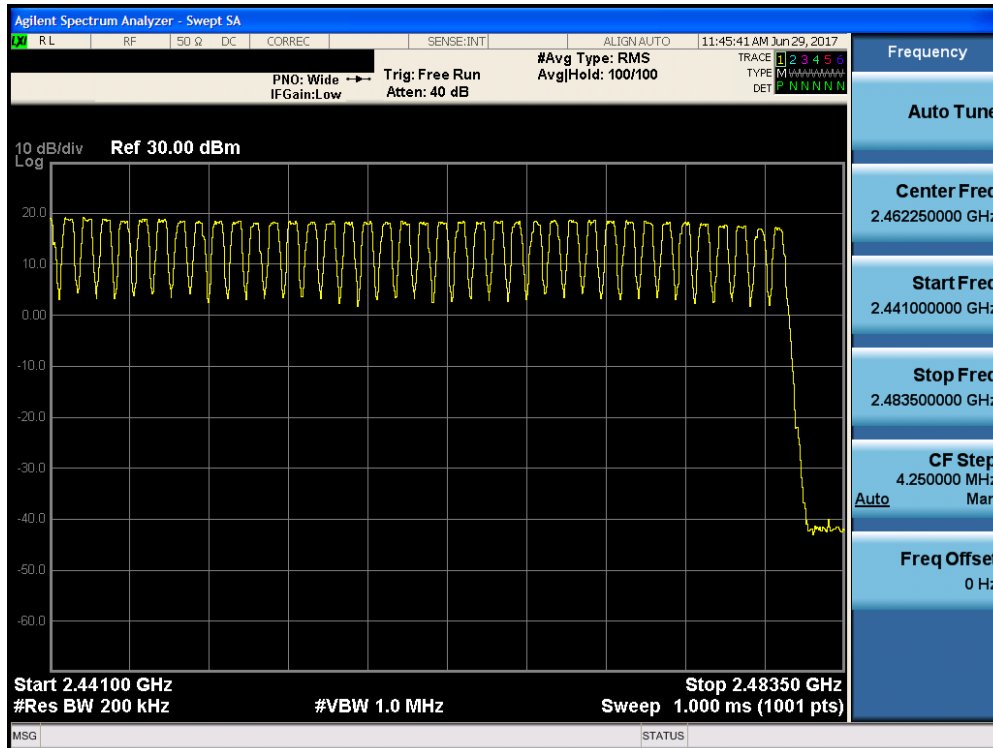 Agilent Spectrum Analyzer - Swept SA
LXI RL RF 50 Ω DC CORREC SENSE:INT ALIGN AUTO 11:45:41 AM Jun 29, 2017
Frequency
#Avg Type: RMS TRACE 1 2 3 4 5 6
PNO: Wide Trig: Free Run Avg|Hold: 100/100 TYPE M WWWWW
IFGain:Low Atten: 40 dB DET P N N N N N
Auto Tune
10 dB/div Ref 30.00 dBm
Log
20.0
10.0
0.00
-10.0
-20.0
-30.0
-40.0
-50.0
-60.0
Center Freq
2.462250000 GHz
Start Freq
2.441000000 GHz
Stop Freq
2.483500000 GHz
CF Step
4.250000 MHz
Auto Man
Freq Offset
0 Hz
Start 2.44100 GHz Stop 2.48350 GHz
#Res BW 200 kHz #VBW 1.0 MHz Sweep 1.000 ms (1001 pts)
MSG STATUS